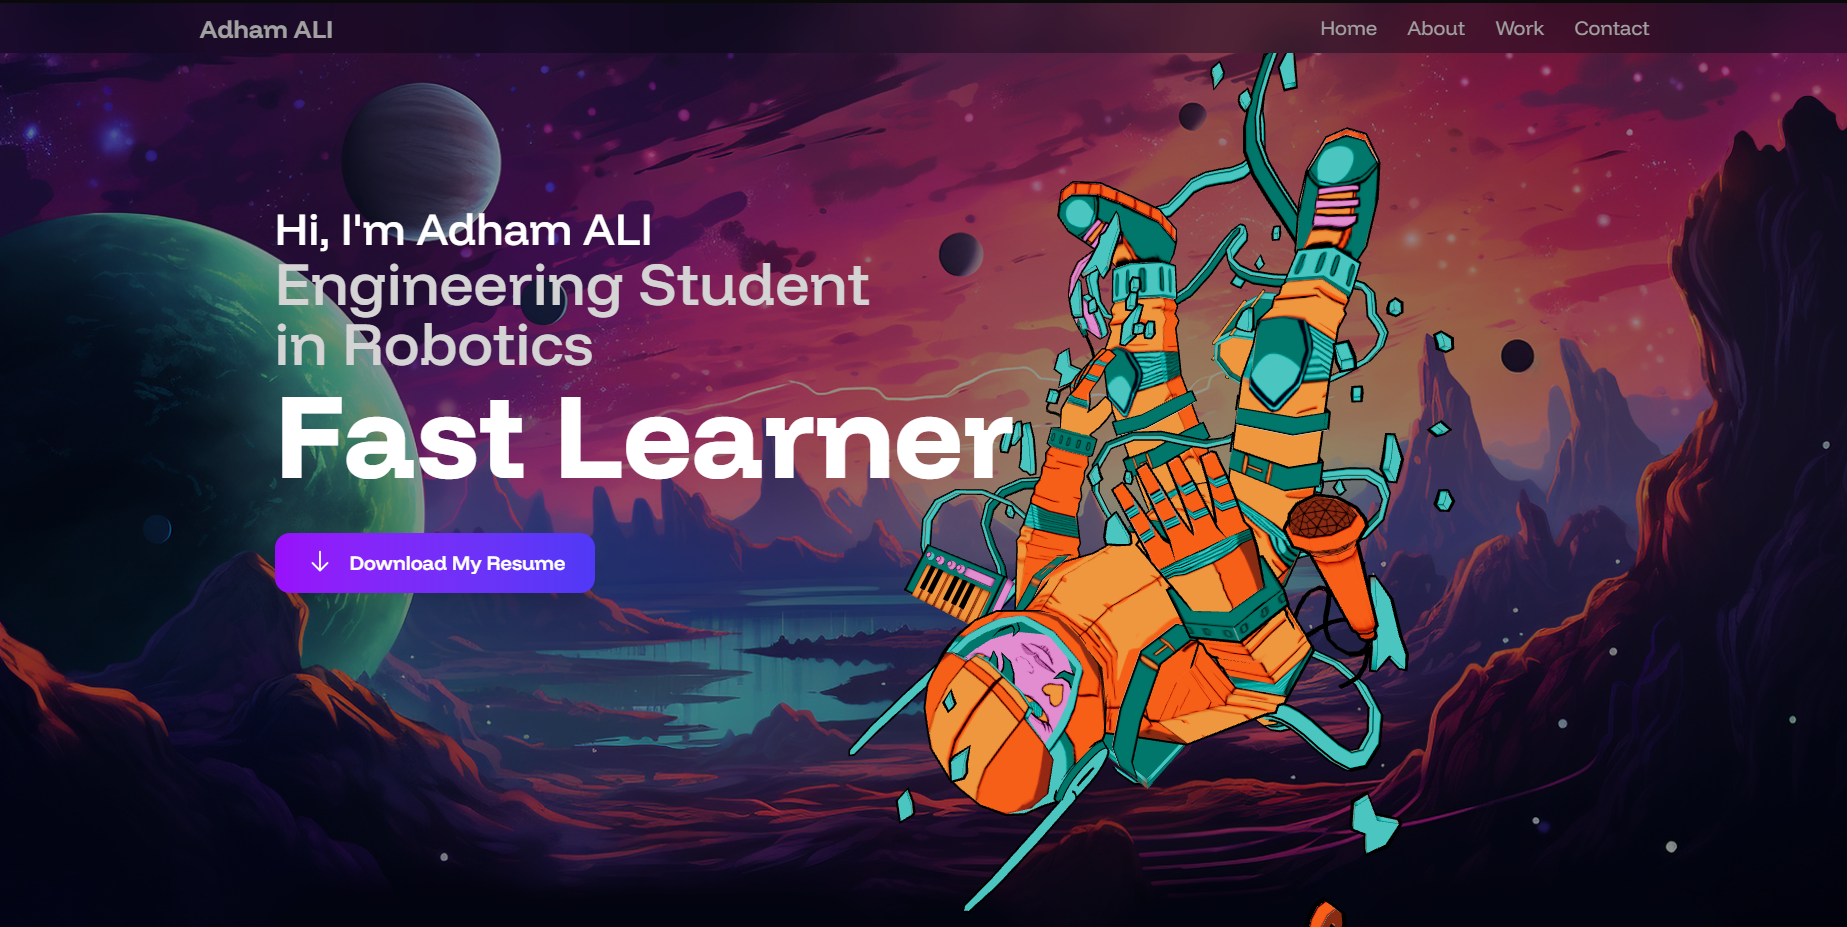 Adham ALI
Home About Work Contact
Hi, I'm Adham ALI
Engineering Student
in Robotics
Fast Learner
Download My Resume